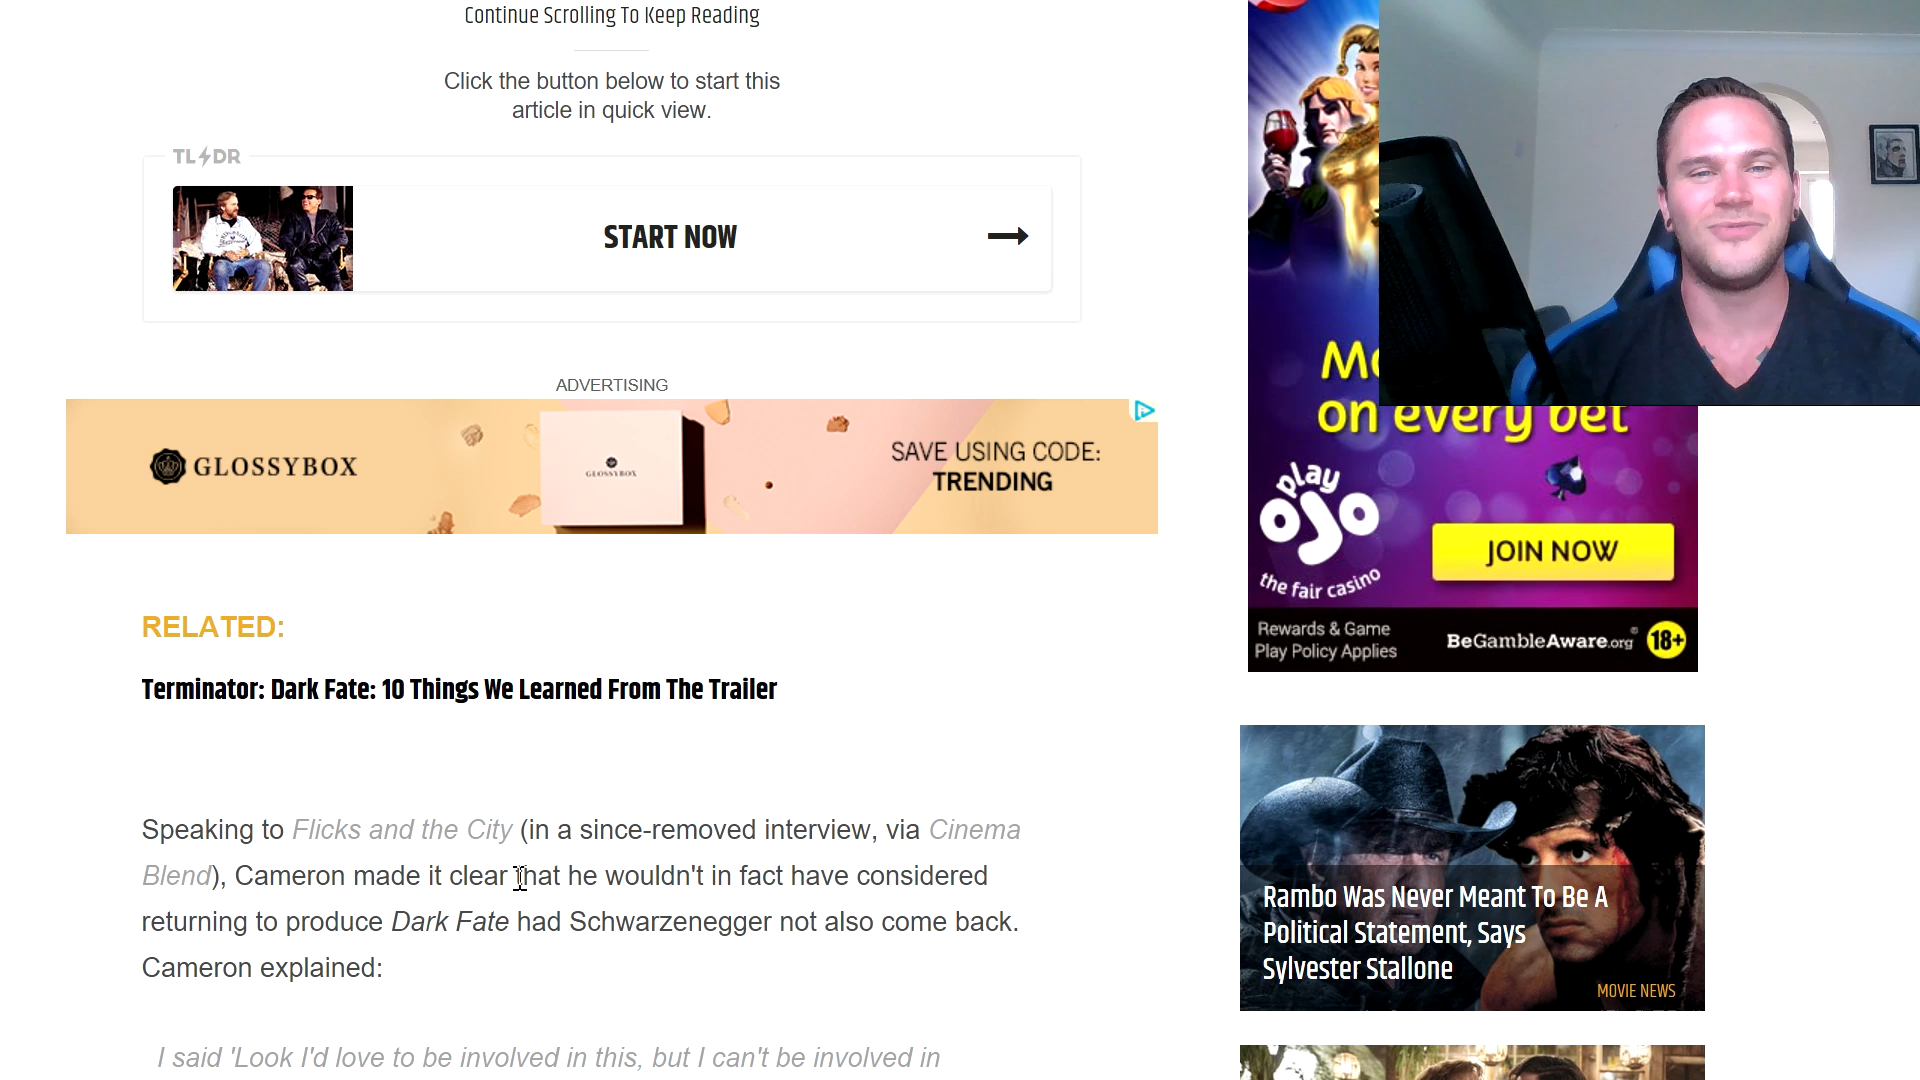 Continue Scrolling To Keep Reading
Click the button below to start this
article in quick view.
TL DR
START NOW
ADVERTISING
GLOSSYBOX
GLOSSYBOX
SAVE USING CODE:
TRENDING
RELATED:
Terminator: Dark Fate: 10 Things We Learned From The Trailer
Speaking to Flicks and the City (in a since-removed interview, via Cinema
Blend), Cameron made it clear that he wouldn't in fact have considered
returning to produce Dark Fate had Schwarzenegger not also come back.
Cameron explained:
I said 'Look I'd love to be involved in this, but I can't be involved in
on every bet
play
OJO
the fair casino
JOIN NOW
Rewards & Game
Play Policy Applies
BeGambleAware.org®
18+
Rambo Was Never Meant To Be A
Political Statement, Says
Sylvester Stallone
MOVIE NEWS